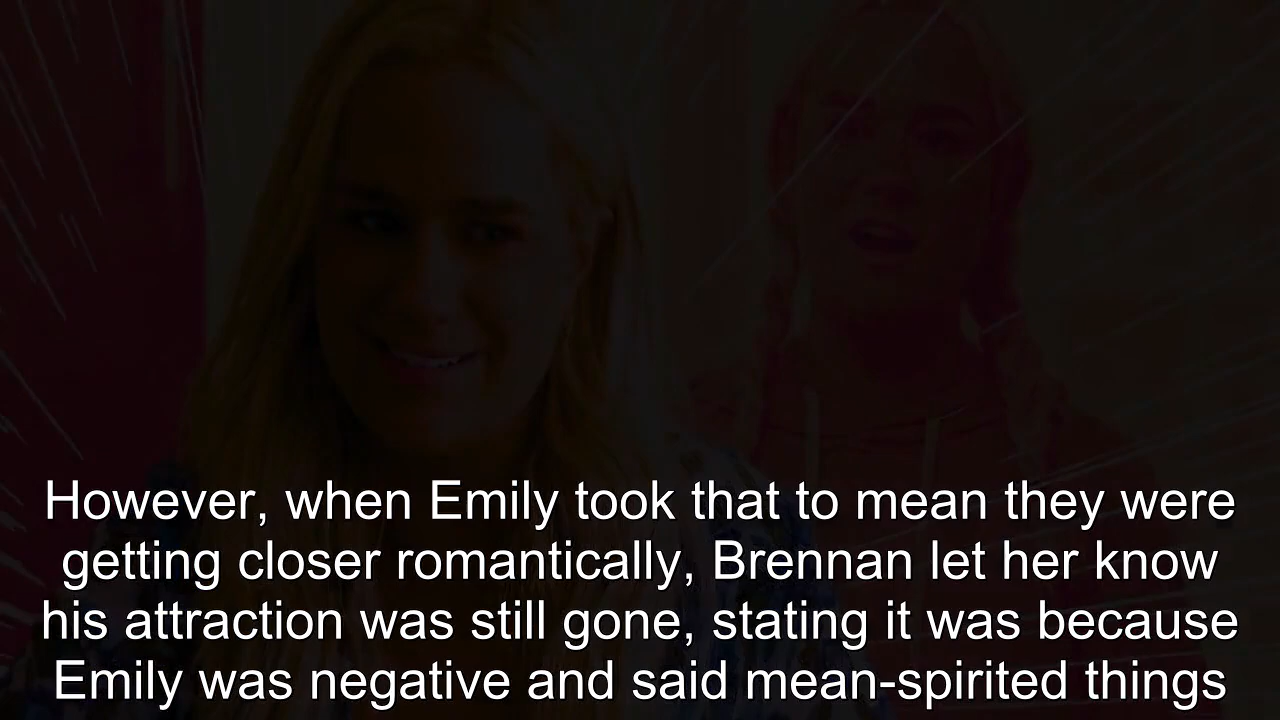 However, when Emily took that to mean they were
getting closer romantically, Brennan let her know
his attraction was still gone, stating it was because
Emily was negative and said mean-spirited things